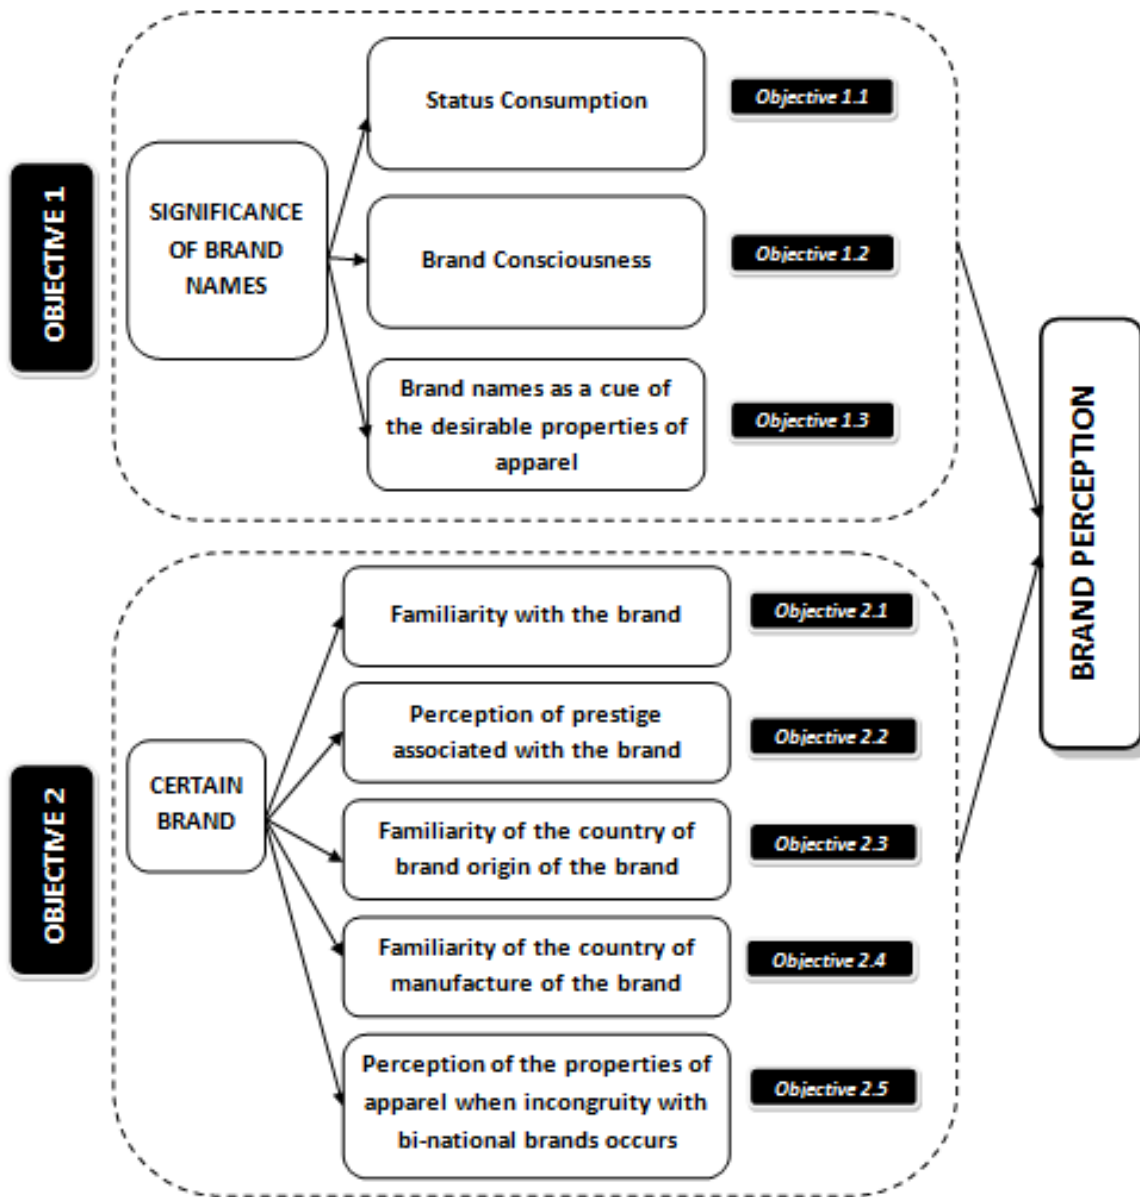 OBJECTIVE 1
SIGNIFICANCE
OF BRAND
NAMES
Status Consumption
Objective 1.1
Brand Consciousness
Objective 1.2
Brand names as a cue of
the desirable properties of
apparel
Objective 1.3
OBJECTIVE 2
CERTAIN
BRAND
Familiarity with the brand
Objective 2.1
Perception of prestige
associated with the brand
Objective 2.2
Familiarity of the country of
brand origin of the brand
Objective 2.3
Familiarity of the country of
manufacture of the brand
Objective 2.4
Perception of the properties of
apparel when incongruity with
bi-national brands occurs
Objective 2.5
BRAND PERCEPTION